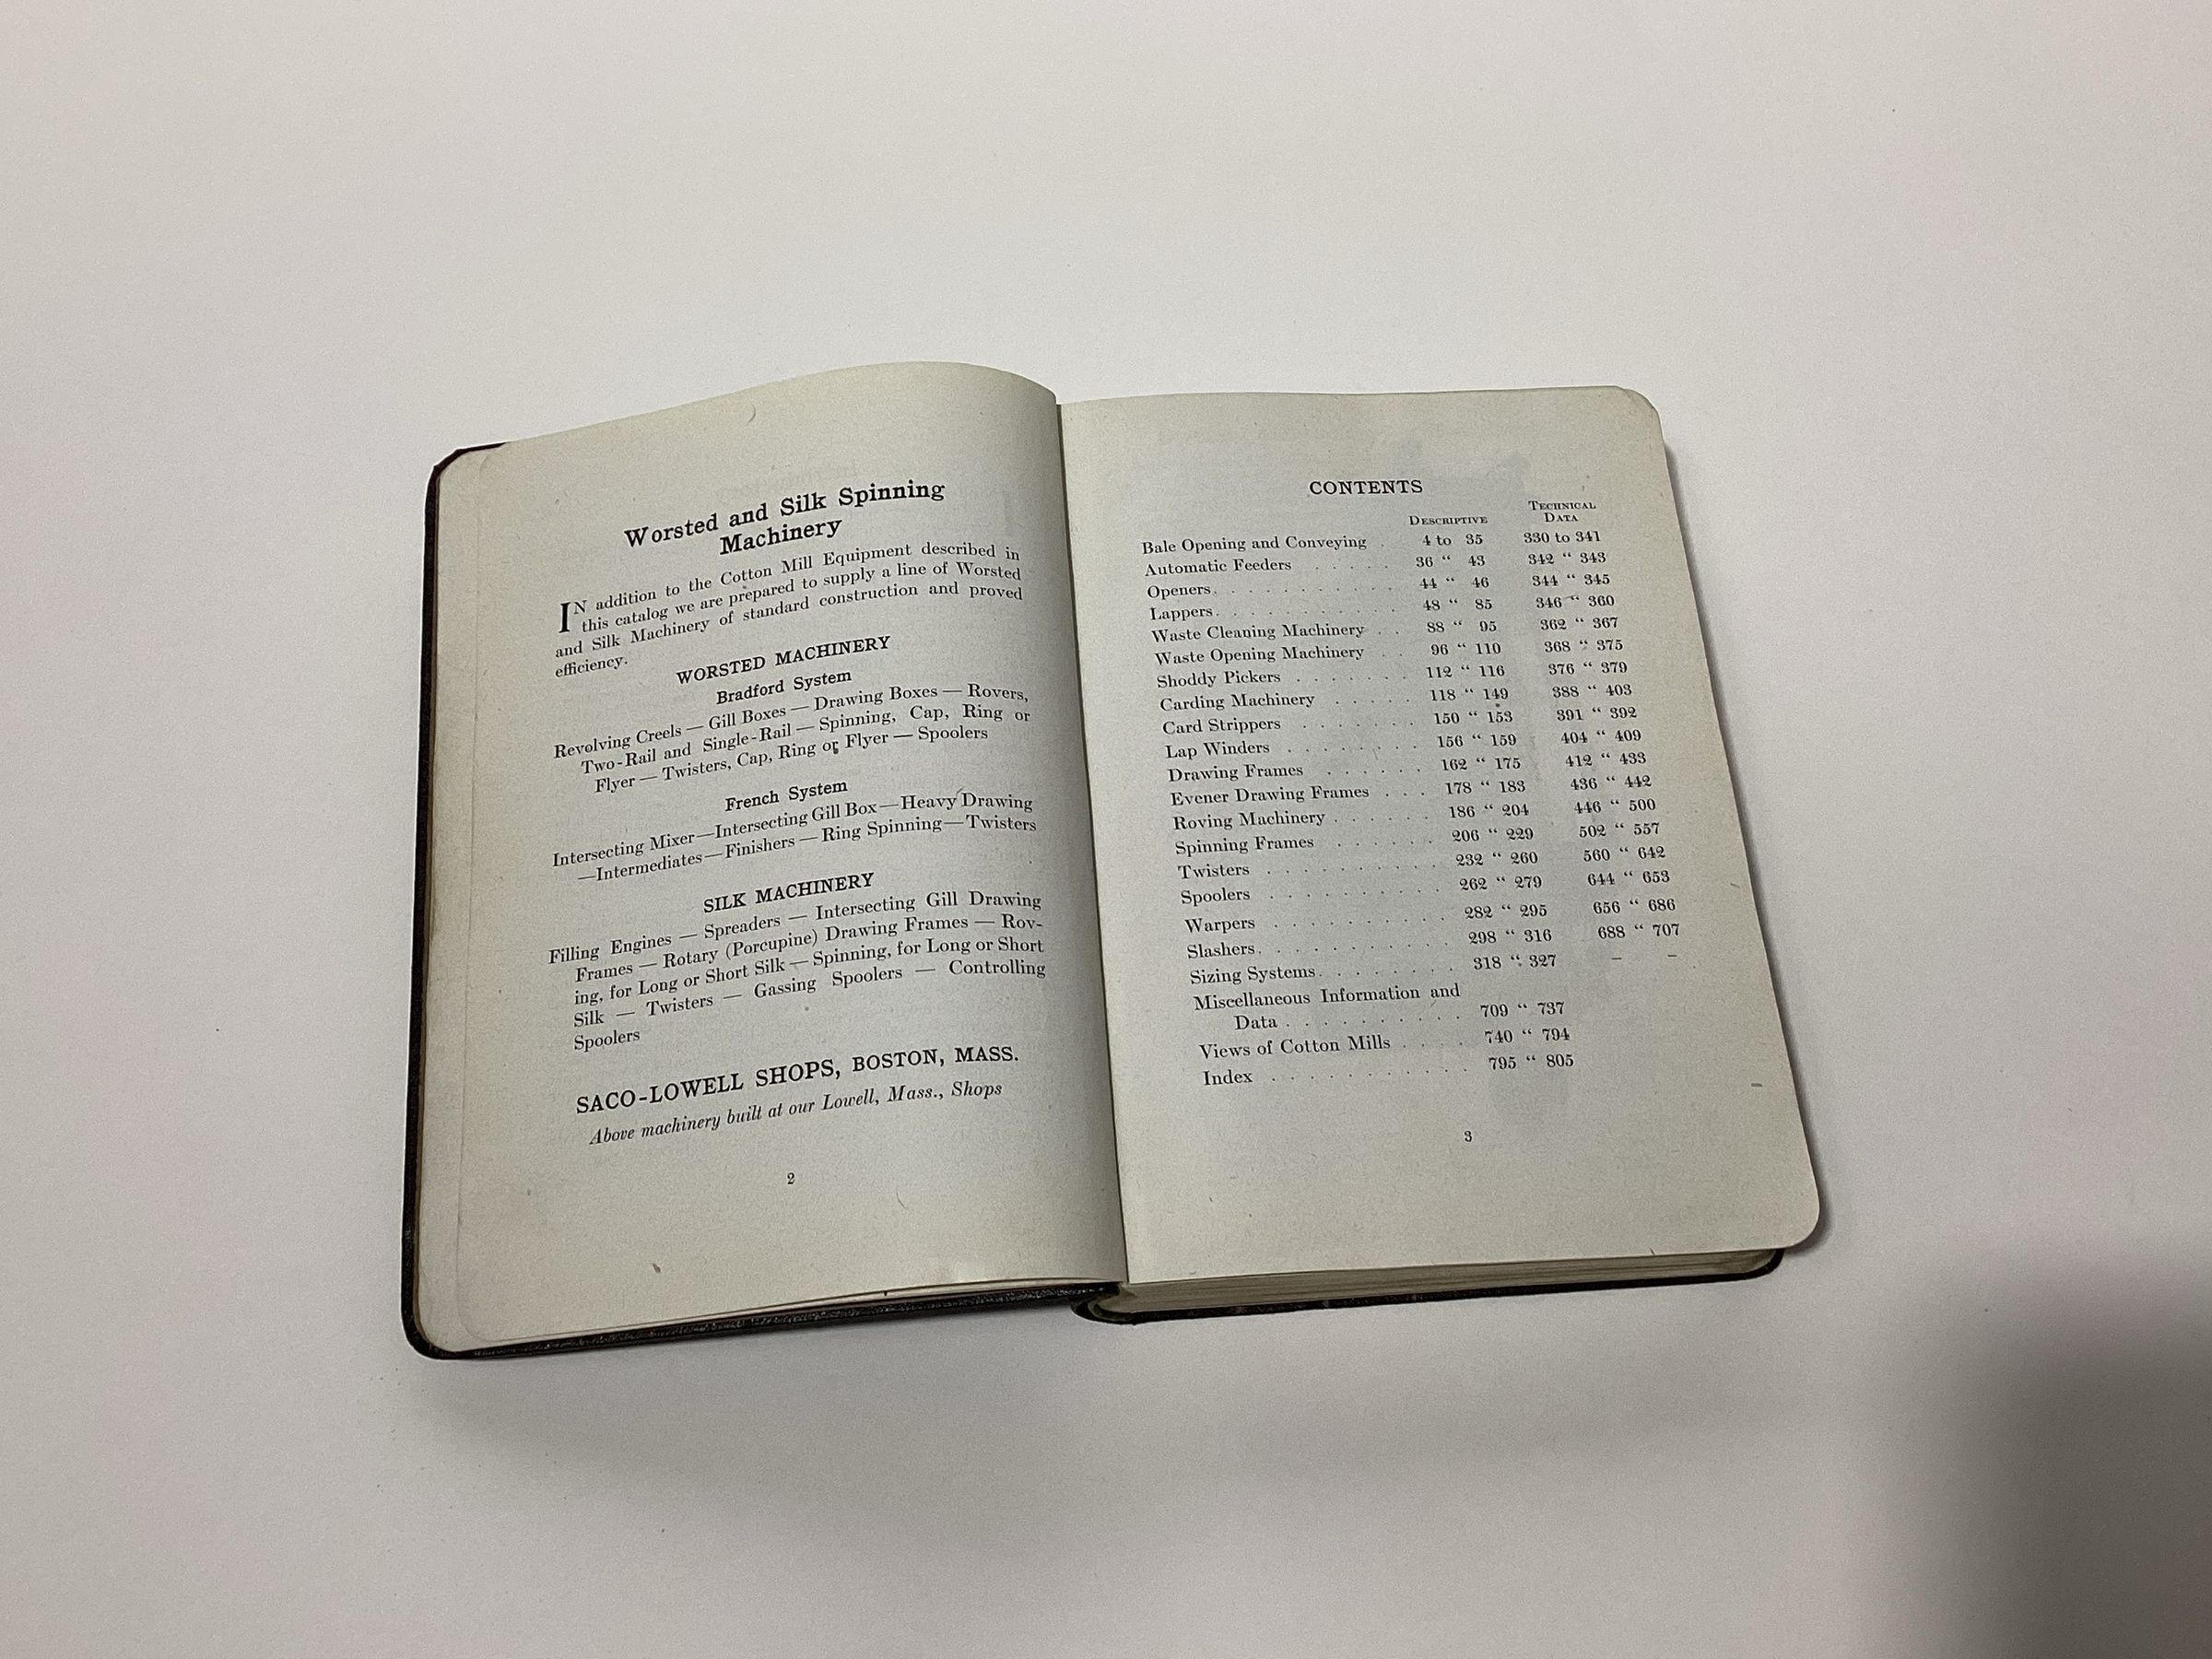 Worsted and Silk Spinning
Machinery
IN addition to the Cotton Mill Equipment described in
this catalog we are prepared to supply a line of Worsted
and Silk Machinery of standard construction and proved
efficiency.
WORSTED MACHINERY
Bradford System
Revolving Creels — Gill Boxes — Drawing Boxes — Rovers,
Two-Rail and Single-Rail — Spinning, Cap, Ring or
Flyer — Twisters, Cap, Ring or Flyer — Spoolers
French System
Intersecting Mixer—Intersecting Gill Box—Heavy Drawing
—Intermediates—Finishers — Ring Spinning—Twisters
SILK MACHINERY
Filling Engines — Spreaders — Intersecting Gill Drawing
Frames — Rotary (Porcupine) Drawing Frames — Rov-
ing, for Long or Short Silk — Spinning, for Long or Short
Silk — Twisters — Gassing Spoolers — Controlling
Spoolers
SACO-LOWELL SHOPS, BOSTON, MASS.
Above machinery built at our Lowell, Mass., Shops
2
CONTENTS
DESCRIPTIVE TECHNICAL
DATA
Bale Opening and Conveying . 4 to 35 330 to 341
Automatic Feeders . . . . . 36 “ 43 342 “ 343
Openers . . . . . . . . . . 44 “ 46 344 “ 345
Lappers . . . . . . . . . . 48 “ 85 346 “ 360
Waste Cleaning Machinery . . 88 “ 95 362 “ 367
Waste Opening Machinery . . 96 “ 110 368 “ 375
Shoddy Pickers . . . . . . . 112 “ 116 376 “ 379
Carding Machinery . . . . . 118 “ 149 388 “ 403
Card Strippers . . . . . . . 150 “ 153 391 “ 392
Lap Winders . . . . . . . . 156 “ 159 404 “ 409
Drawing Frames . . . . . . 162 “ 175 412 “ 433
Evener Drawing Frames . . . 178 “ 183 436 “ 442
Roving Machinery . . . . . . 186 “ 204 446 “ 500
Spinning Frames . . . . . . 206 “ 229 502 “ 557
Twisters . . . . . . . . . . 232 “ 260 560 “ 642
Spoolers . . . . . . . . . . 262 “ 279 644 “ 653
Warpers . . . . . . . . . . 282 “ 295 656 “ 686
Slashers . . . . . . . . . . 298 “ 316 688 “ 707
Sizing Systems . . . . . . . . 318 “ 327 – –
Miscellaneous Information and
Data . . . . . . . . . . 709 “ 737
Views of Cotton Mills . . . . 740 “ 794
Index . . . . . . . . . . . 795 “ 805
3